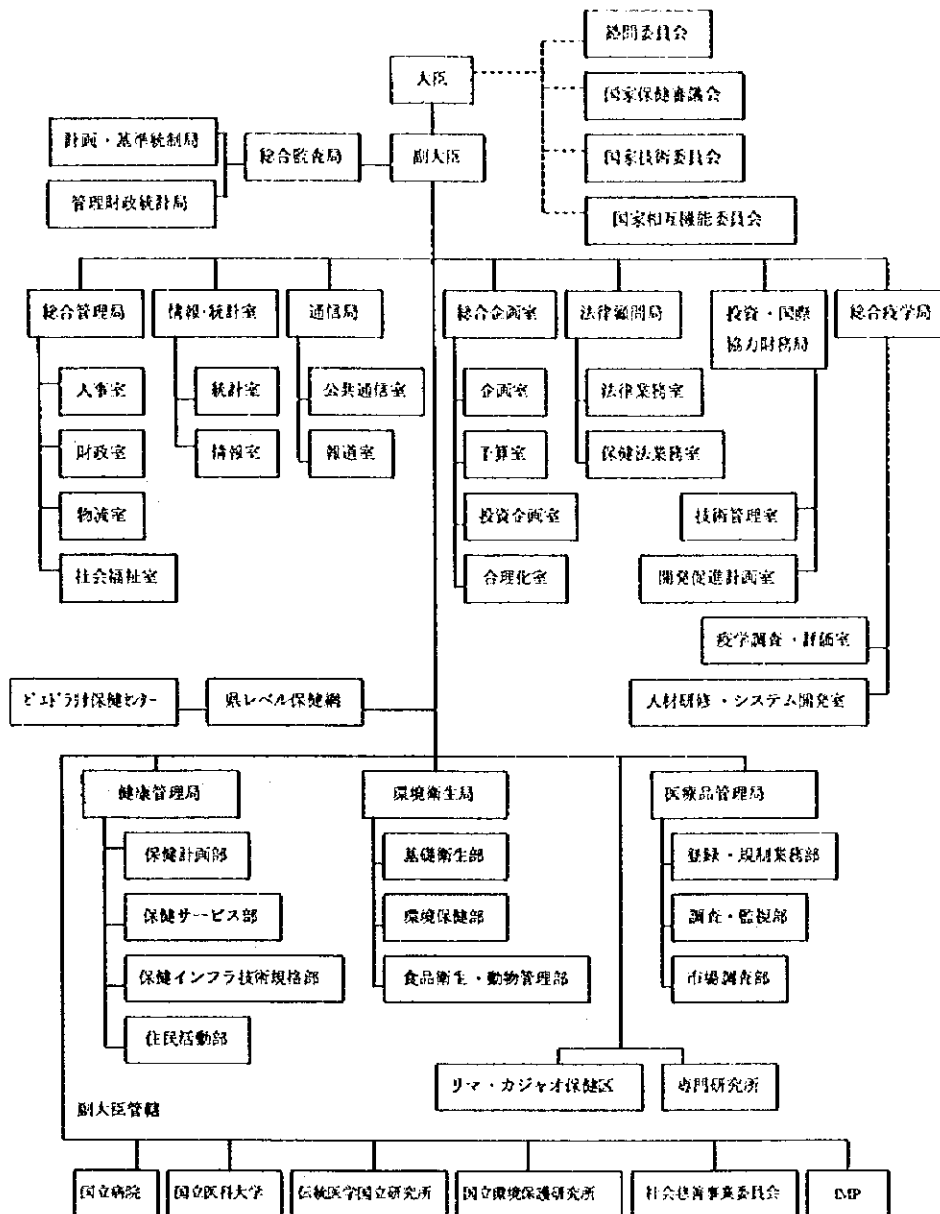 諮問委員会
大臣
国家保健審議会
計画・基準統制局
総合監査局
副大臣
国家技術委員会
管理財政統計局
国家相互機能委員会
総合管理局
情報・統計室
通信局
総合企画室
法律顧問局
投資・国際
協力財務局
総合疫学局
人事室
統計室
公共通信室
企画室
法律業務室
財政室
情報室
報道室
予算室
保健法業務室
物流室
投資企画室
技術管理室
社会福祉室
合理化室
開発促進計画室
疫学調査・評価室
保健センター
県レベル保健網
人材研修・システム開発室
健康管理局
環境衛生局
医療品管理局
保健計画部
基礎衛生部
登録・規制業務部
保健サービス部
環境保健部
調査・監視部
保健インフラ技術規格部
食品衛生・動物管理部
市場調査部
住民活動部
リマ・カジャオ保健区
専門研究所
副大臣管轄
国立病院
国立医科大学
伝統医学国立研究所
国立環境保護研究所
社会慈善事業委員会